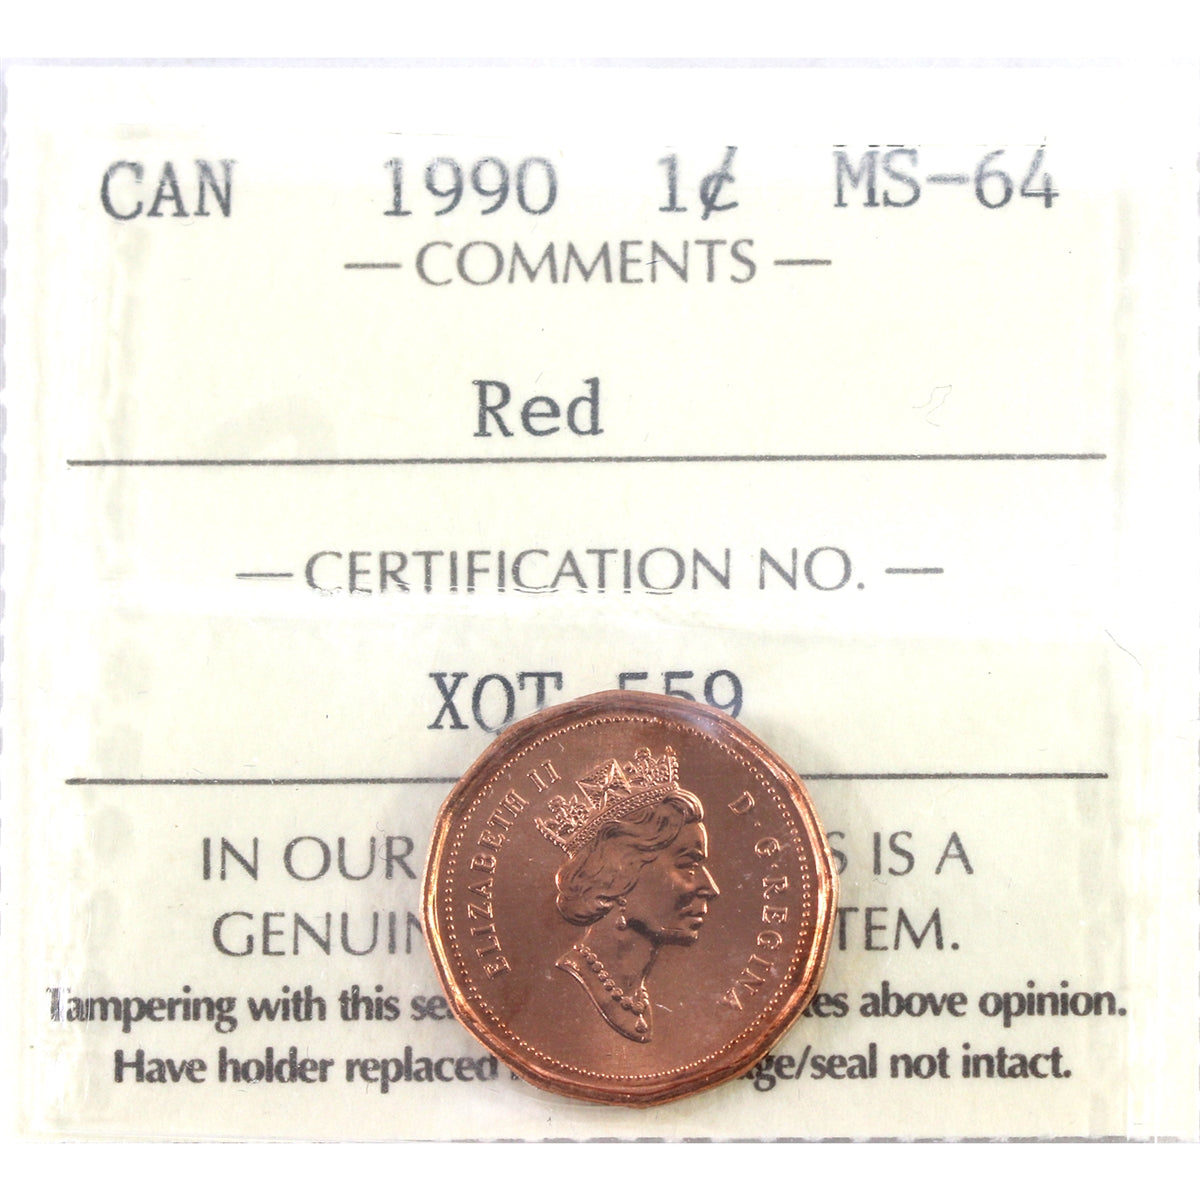 CAN 1990 1¢ MS-64
— COMMENTS —
Red
— CERTIFICATION NO. —
XQT 559
ELIZABETH II D·G·REGINA
IN OUR S IS A
GENUIN TEM.
Tampering with this se es above opinion.
Have holder replaced ge/seal not intact.